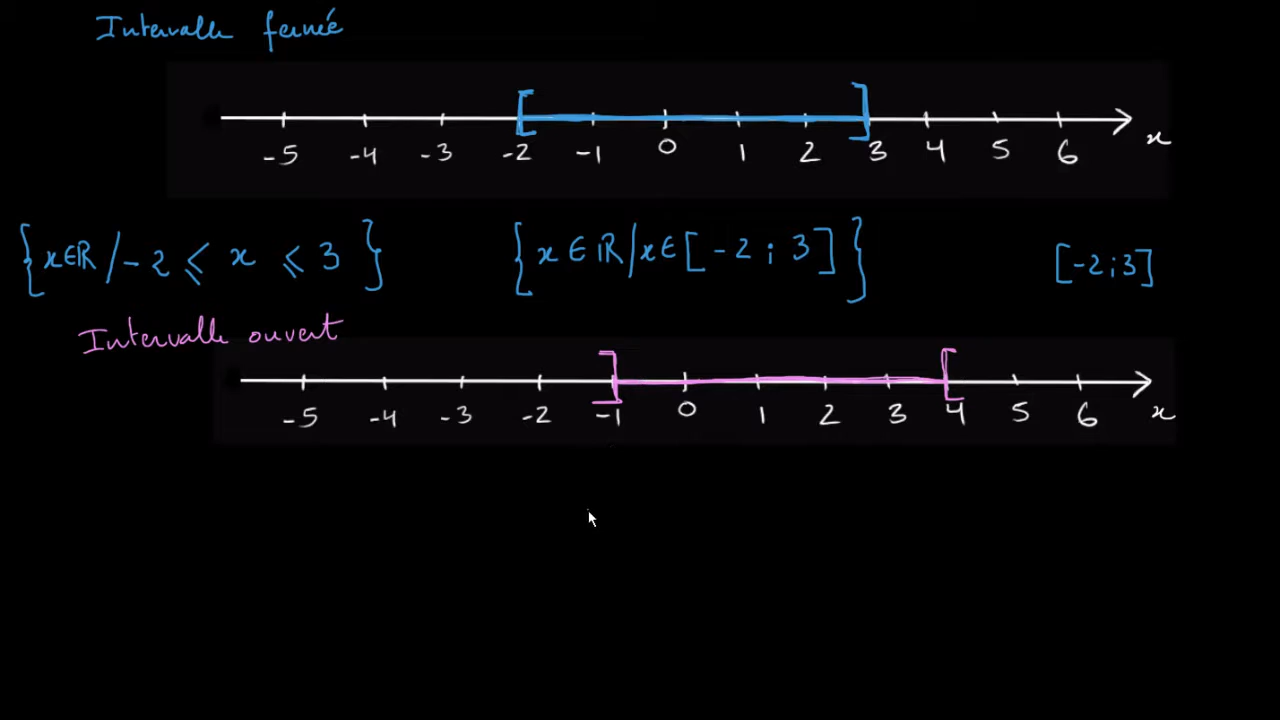 Intervalle fermé
-5 -4 -3 -2 -1 0 1 2 3 4 5 6 x
{x∈ℝ / -2 ⩽ x ⩽ 3} {x ∈ ℝ / x ∈ [-2 ; 3]} [-2 ; 3]
Intervalle ouvert
-5 -4 -3 -2 -1 0 1 2 3 4 5 6 x